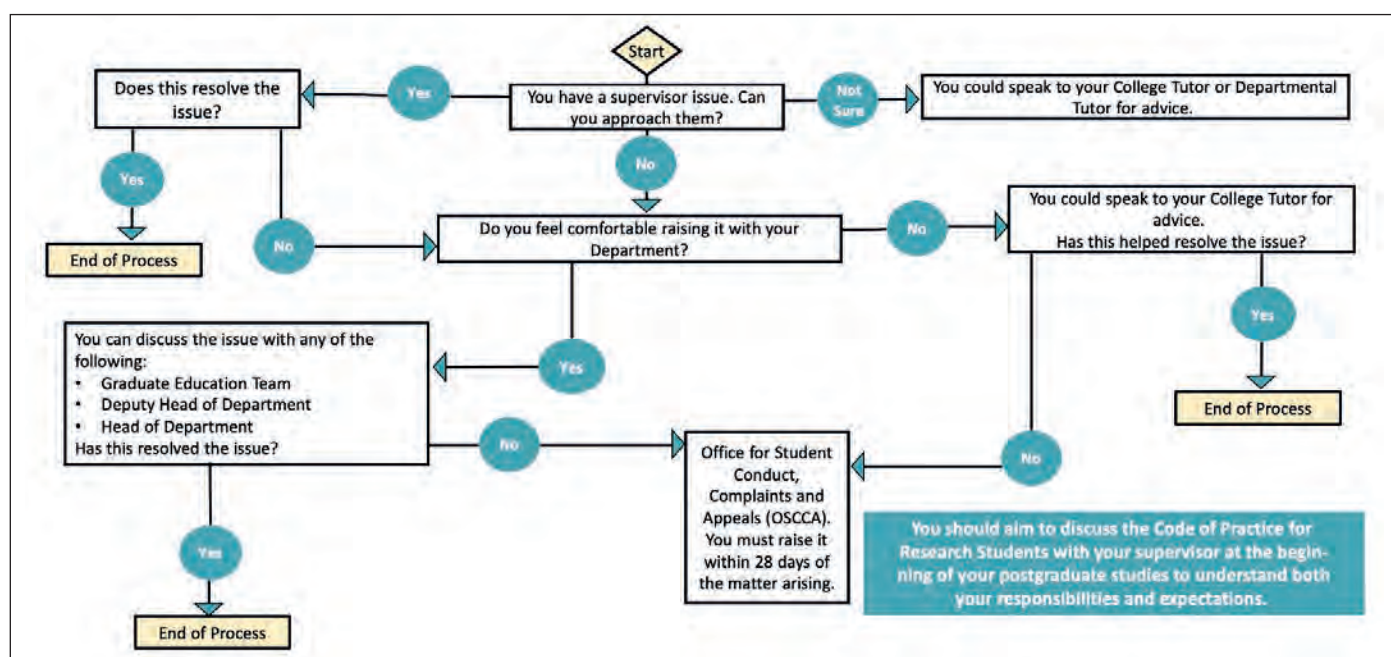 Start
Does this resolve the
issue?
Yes
You have a supervisor issue. Can
you approach them?
Not
Sure
You could speak to your College Tutor or Departmental
Tutor for advice.
Yes
No
End of Process
No
Do you feel comfortable raising it with your
Department?
No
You could speak to your College Tutor for
advice.
Has this helped resolve the issue?
Yes
End of Process
You can discuss the issue with any of the
following:
• Graduate Education Team
• Deputy Head of Department
• Head of Department
Has this resolved the issue?
Yes
No
Office for Student
Conduct,
Complaints and
Appeals (OSCCA).
You must raise it
within 28 days of
the matter arising.
No
You should aim to discuss the Code of Practice for
Research Students with your supervisor at the begin-
ning of your postgraduate studies to understand both
your responsibilities and expectations.
Yes
End of Process